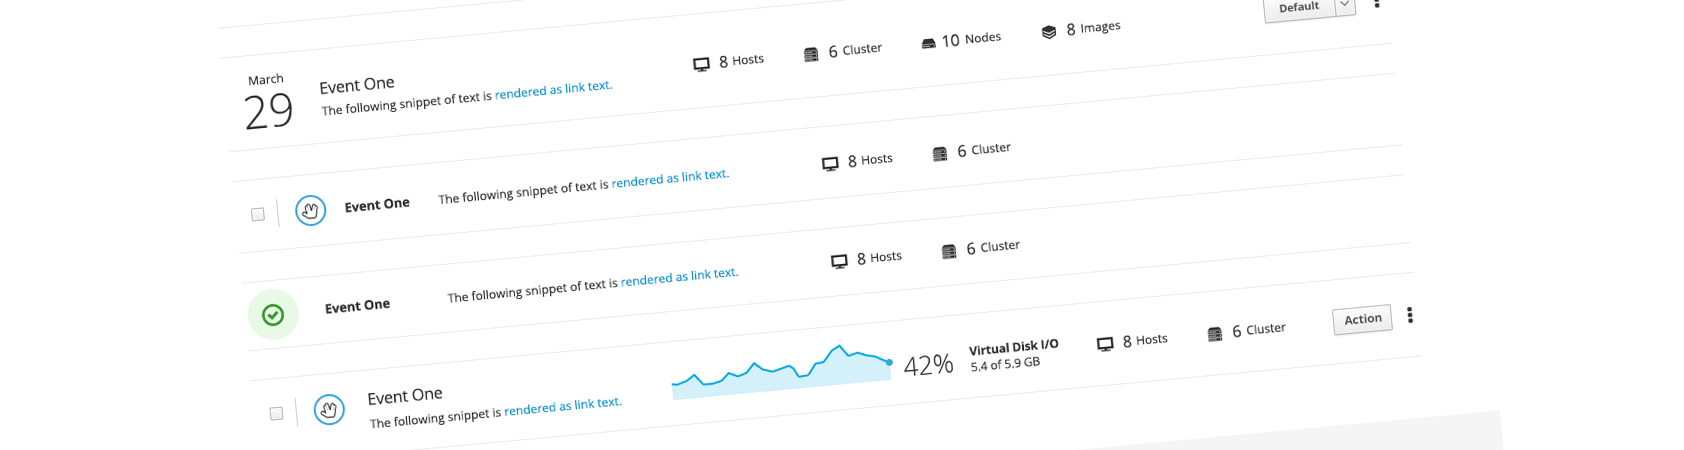 Default
March
29
Event One
The following snippet of text is rendered as link text.
8 Hosts
6 Cluster
10 Nodes
8 Images
Event One
The following snippet of text is rendered as link text.
8 Hosts
6 Cluster
Event One
The following snippet of text is rendered as link text.
8 Hosts
6 Cluster
Event One
The following snippet is rendered as link text.
42%
Virtual Disk I/O
5.4 of 5.9 GB
8 Hosts
6 Cluster
Action